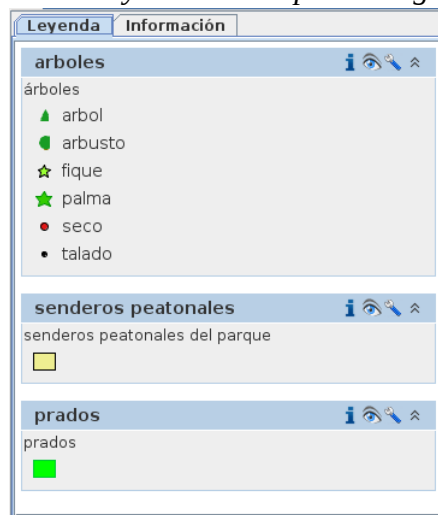 Leyenda Información
arboles
árboles
arbol
arbusto
fique
palma
seco
talado
senderos peatonales
senderos peatonales del parque
prados
prados